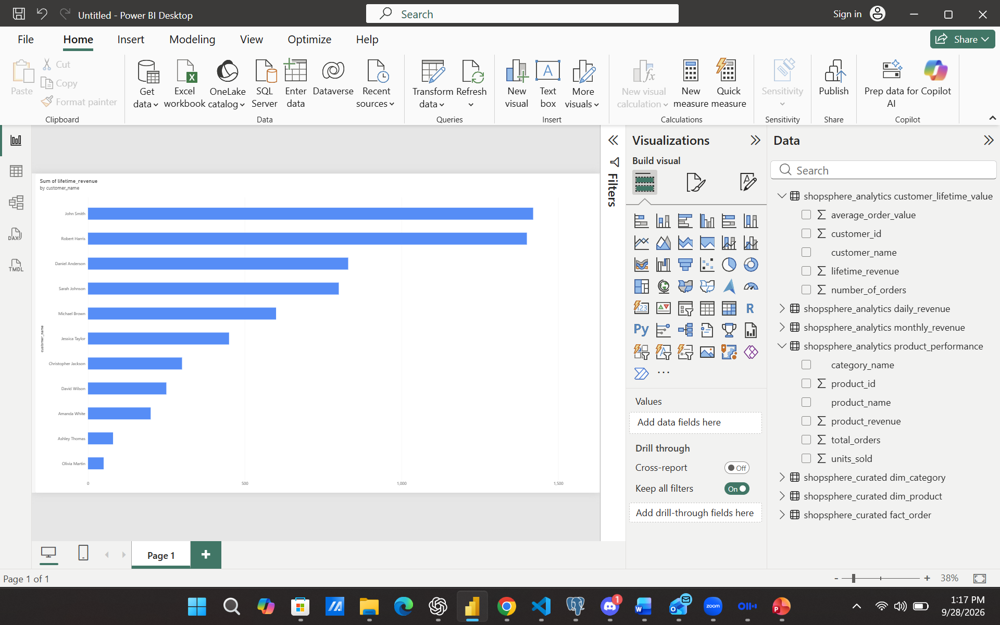 Untitled - Power BI Desktop
Search
Sign in
File
Home
Insert
Modeling
View
Optimize
Help
Share
Paste
Cut
Copy
Format painter
Clipboard
Get data
Excel workbook
OneLake catalog
SQL Server
Enter data
Dataverse
Recent sources
Data
Transform data
Refresh
Queries
New visual
Text box
More visuals
Insert
New visual calculation
New measure
Quick measure
Calculations
Sensitivity
Sensitivity
Publish
Share
Prep data for AI
Copilot
Copilot
DAX
TMDL
Sum of lifetime_revenue
by customer_name
customer_name
John Smith
Robert Harris
Daniel Anderson
Sarah Johnson
Michael Brown
Jessica Taylor
Christopher Jackson
David Wilson
Amanda White
Ashley Thomas
Olivia Martin
0
500
1,000
1,500
Filters
Visualizations
Build visual
123
R
Py
Values
Add data fields here
Drill through
Cross-report
Off
Keep all filters
On
Add drill-through fields here
Data
Search
shopsphere_analytics customer_lifetime_value
average_order_value
customer_id
customer_name
lifetime_revenue
number_of_orders
shopsphere_analytics daily_revenue
shopsphere_analytics monthly_revenue
shopsphere_analytics product_performance
category_name
product_id
product_name
product_revenue
total_orders
units_sold
shopsphere_curated dim_category
shopsphere_curated dim_product
shopsphere_curated fact_order
Page 1
Page 1 of 1
38%
zoom
1
1:17 PM
9/28/2026